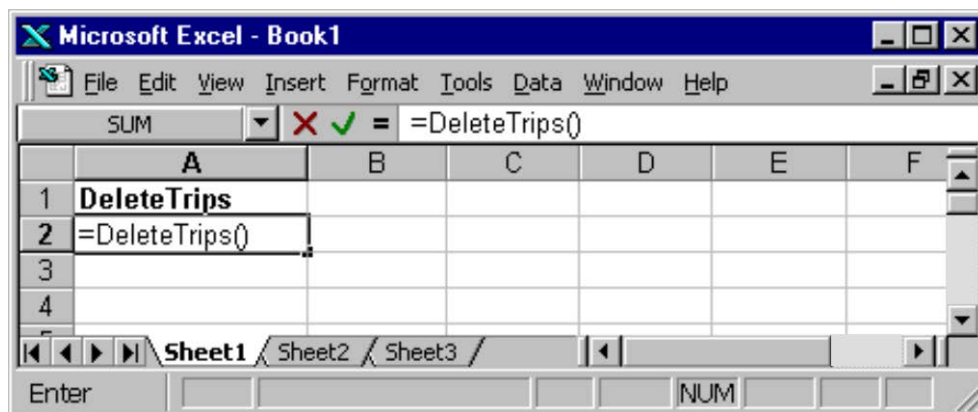 Microsoft Excel - Book1
File Edit View Insert Format Tools Data Window Help
SUM = =DeleteTrips()
A B C D E F
1 DeleteTrips
2 =DeleteTrips()
3
4
Sheet1 Sheet2 Sheet3
Enter NUM